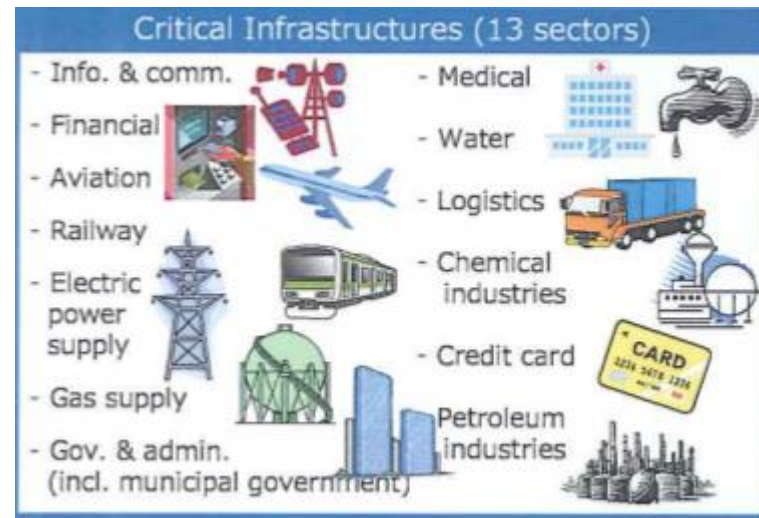 Critical Infrastructures (13 sectors)
- Info. & comm.
- Financial
- Aviation
- Railway
- Electric
power
supply
- Gas supply
- Gov. & admin.
(incl. municipal government)
- Medical
- Water
- Logistics
- Chemical
industries
- Credit card
Petroleum
industries
CARD